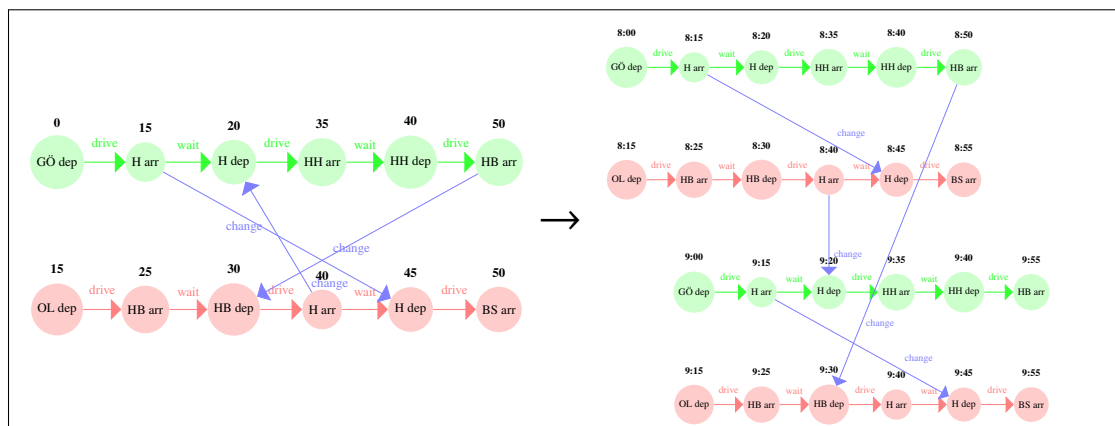 0 15 20 35 40 50
drive wait drive wait drive
GÖ dep H arr H dep HH arr HH dep HB arr
change
change
15 25 30 40 45 50
change
drive wait drive wait drive
OL dep HB arr HB dep H arr H dep BS arr
→
8:00 8:15 8:20 8:35 8:40 8:50
drive wait drive wait drive
GÖ dep H arr H dep HH arr HH dep HB arr
change
8:15 8:25 8:30 8:40 8:45 8:55
drive wait drive wait drive
OL dep HB arr HB dep H arr H dep BS arr
change
9:00 9:15 9:20 9:35 9:40 9:55
drive wait drive wait drive
GÖ dep H arr H dep HH arr HH dep HB arr
change
change
9:15 9:25 9:30 9:40 9:45 9:55
drive wait drive wait drive
OL dep HB arr HB dep H arr H dep BS arr